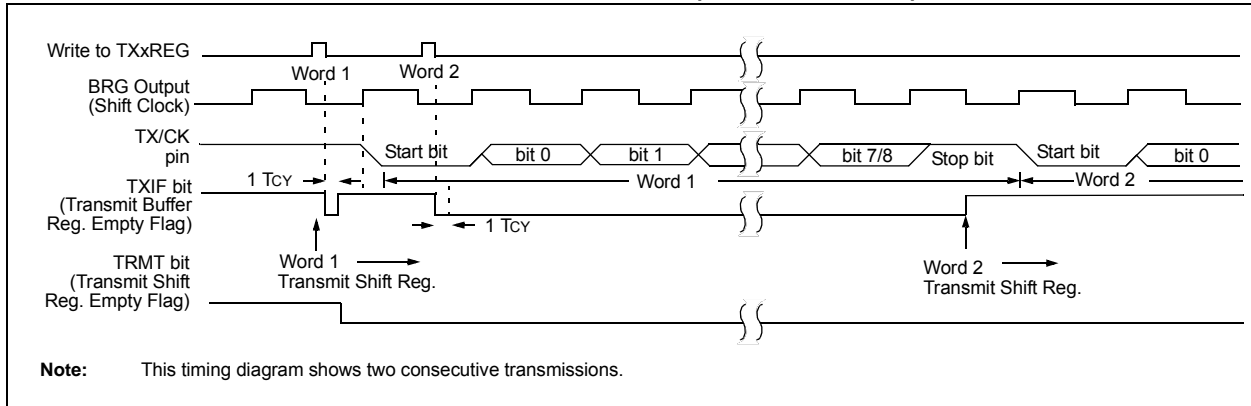 Write to TXxREG
Word 1
Word 2
BRG Output
(Shift Clock)
TX/CK
pin
Start bit
bit 0
bit 1
bit 7/8
Stop bit
Start bit
bit 0
1 TCY
Word 1
Word 2
TXIF bit
(Transmit Buffer
Reg. Empty Flag)
1 TCY
Word 1
Transmit Shift Reg.
Word 2
Transmit Shift Reg.
TRMT bit
(Transmit Shift
Reg. Empty Flag)
Note: This timing diagram shows two consecutive transmissions.